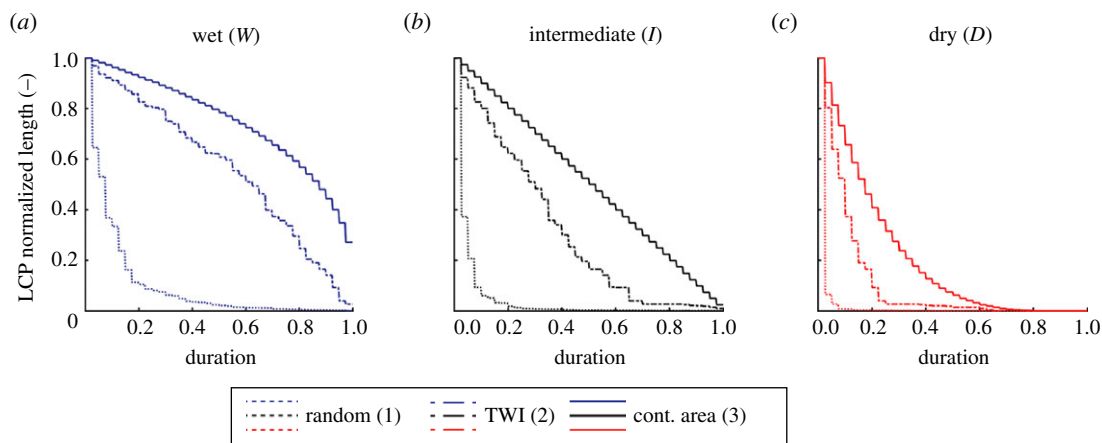 (a) wet (W)
(b) intermediate (I)
(c) dry (D)
LCP normalized length (–)
1.0
0.8
0.6
0.4
0.2
0
0.2 0.4 0.6 0.8 1.0
duration
0.0 0.2 0.4 0.6 0.8 1.0
duration
0.0 0.2 0.4 0.6 0.8 1.0
duration
random (1) TWI (2) cont. area (3)